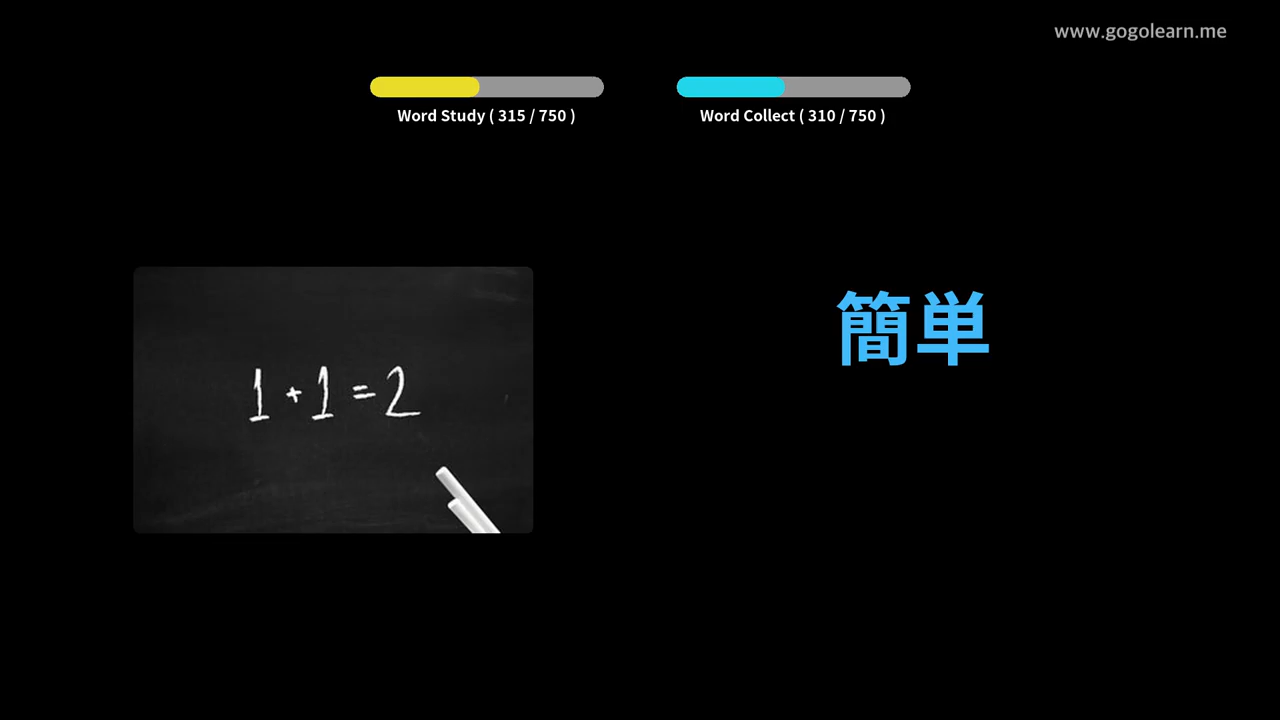 www.gogolearn.me
Word Study ( 315 / 750 )
Word Collect ( 310 / 750 )
1 + 1 = 2
簡単